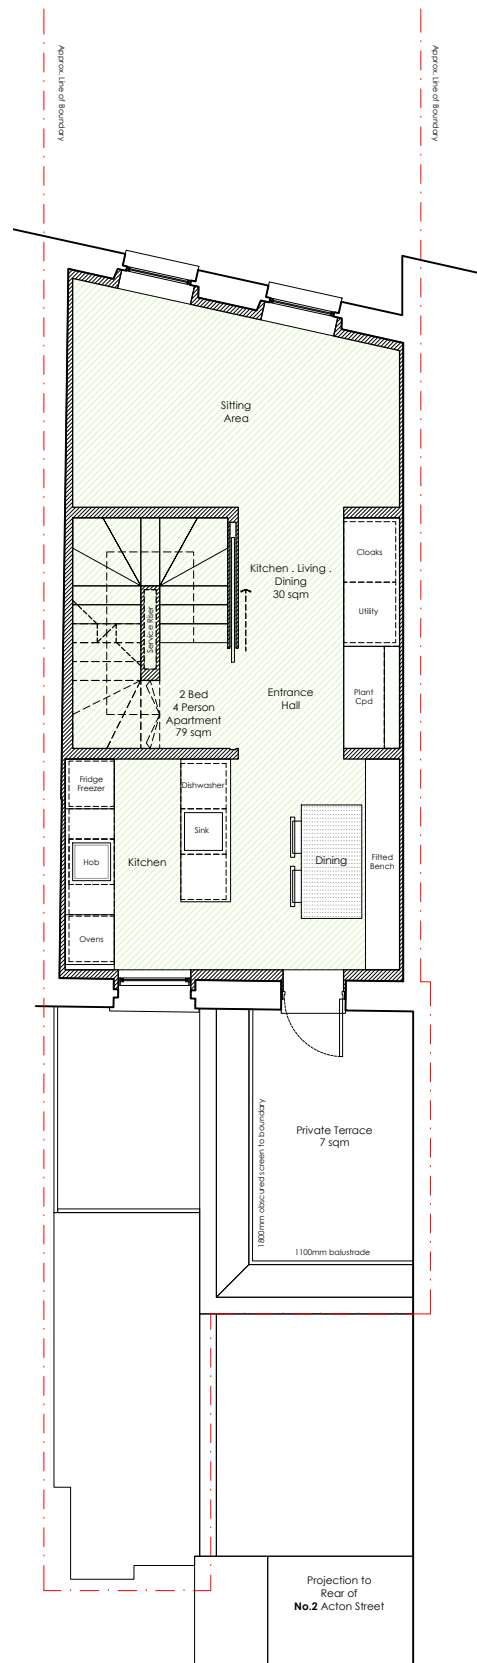 Approx. Line of Boundary
Approx. Line of Boundary
Sitting
Area
Cloaks
Kitchen . Living .
Dining
30 sqm
Utility
Service Riser
2 Bed
4 Person
Apartment
79 sqm
Entrance
Hall
Plant
Cpd
Fridge
Freezer
Dishwasher
Sink
Hob
Kitchen
Dining
Fitted
Bench
Ovens
Private Terrace
7 sqm
1800mm obscured screen to boundary
1100mm balustrade
Projection to
Rear of
No.2 Acton Street